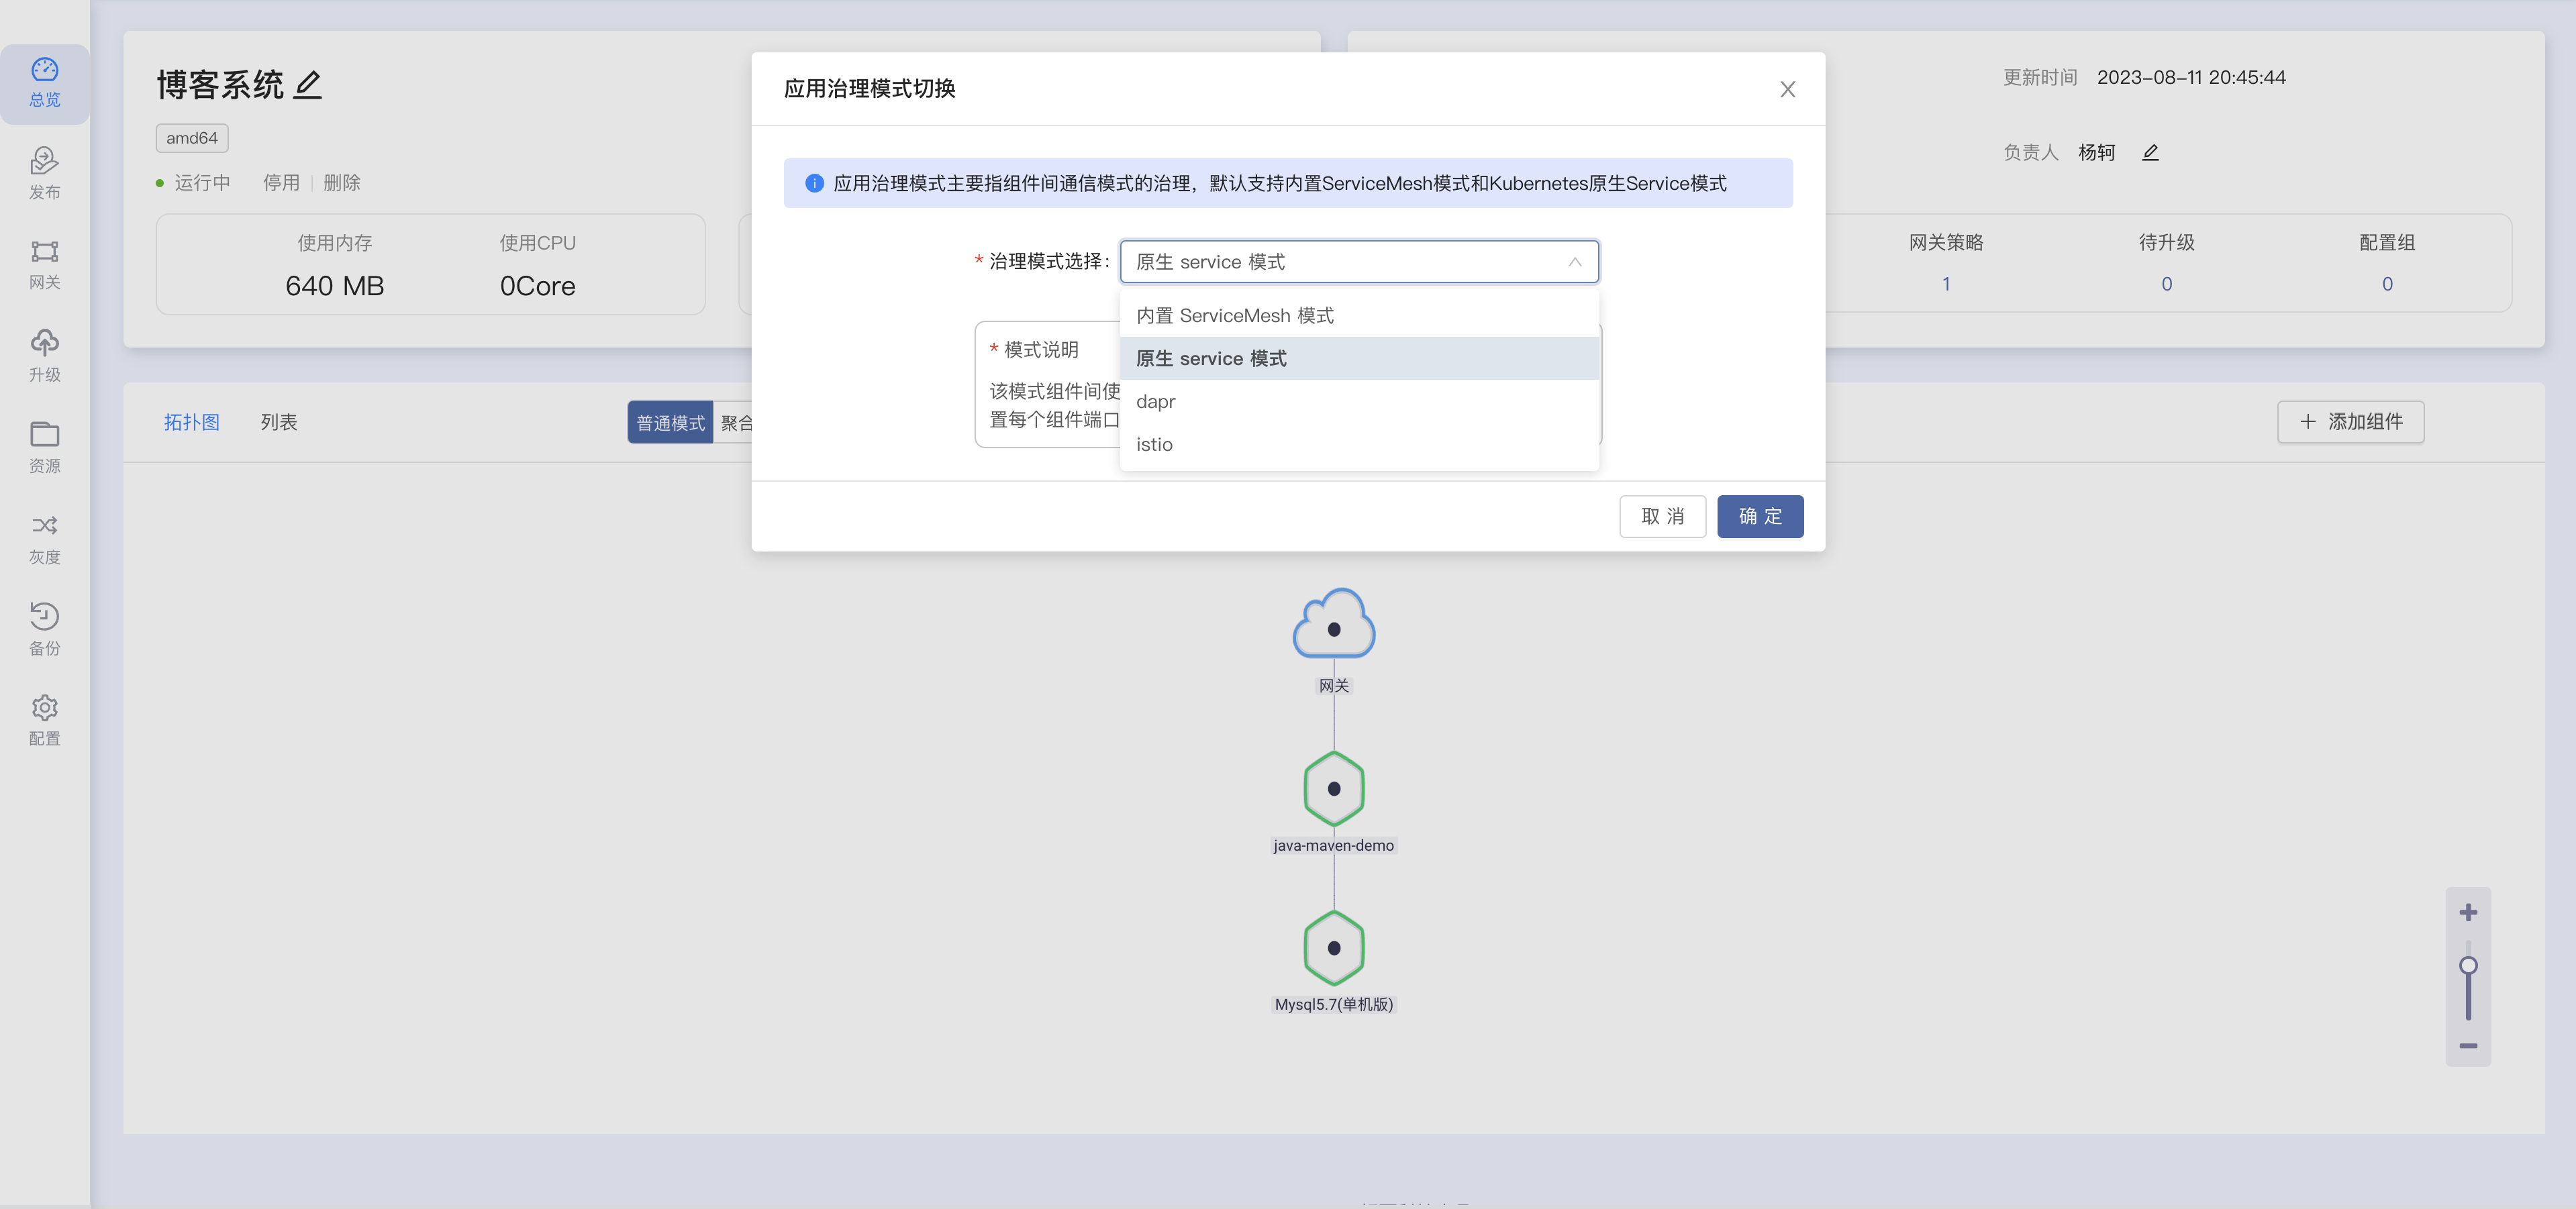 总览
发布
网关
升级
资源
灰度
备份
配置
博客系统
amd64
运行中 停用 删除
使用内存 使用CPU
640 MB 0Core
更新时间 2023-08-11 20:45:44
负责人 杨轲
网关策略 待升级 配置组
1 0 0
应用治理模式切换
应用治理模式主要指组件间通信模式的治理，默认支持内置ServiceMesh模式和Kubernetes原生Service模式
* 治理模式选择: 原生 service 模式
内置 ServiceMesh 模式
原生 service 模式
dapr
istio
* 模式说明
该模式组件间使
置每个组件端口
取 消 确 定
拓扑图 列表 普通模式 聚合
添加组件
网关
java-maven-demo
Mysql5.7(单机版)